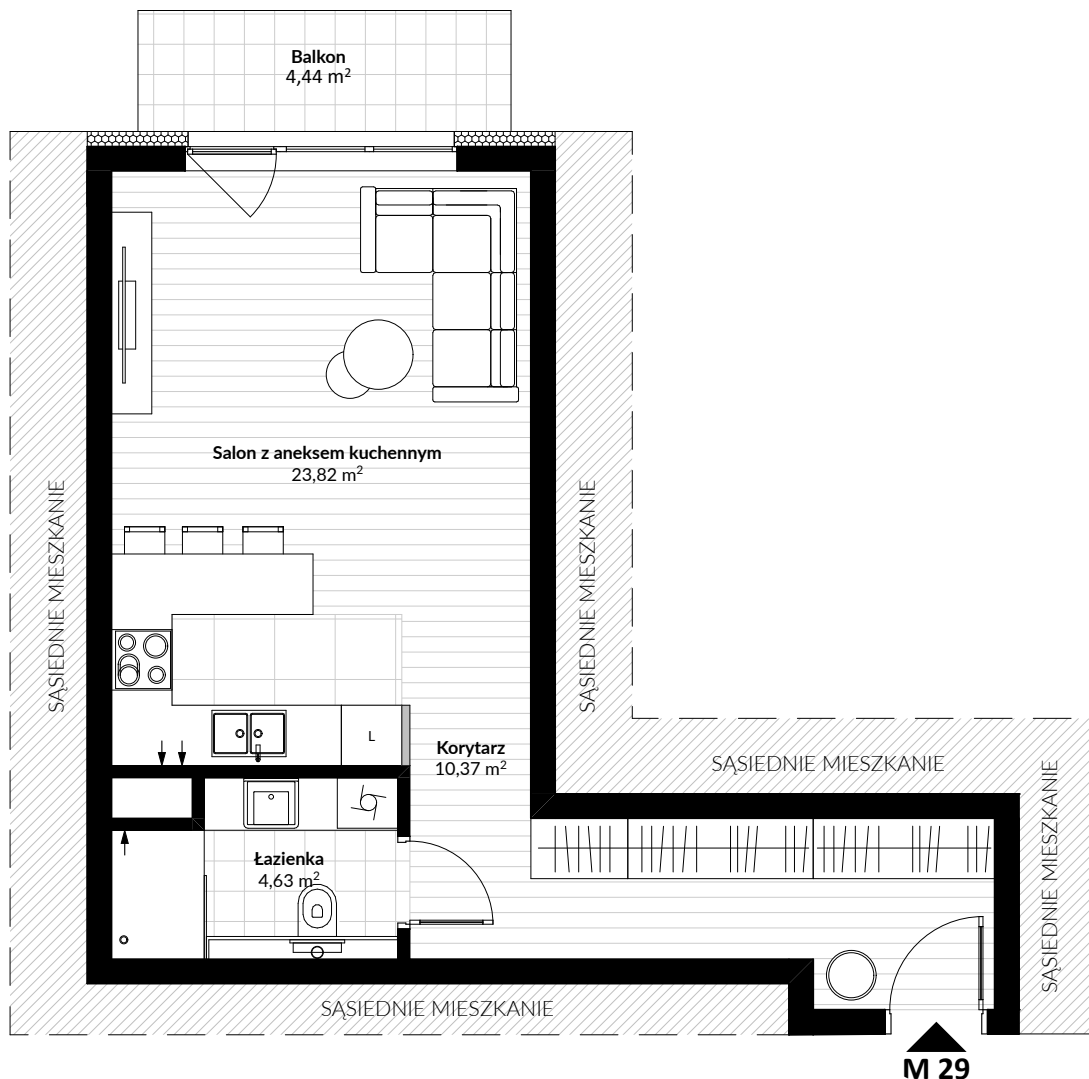 Balkon
4,44 m²
Salon z aneksem kuchennym
23,82 m²
SĄSIEDNIE MIESZKANIE
SĄSIEDNIE MIESZKANIE
L
Korytarz
10,37 m²
SĄSIEDNIE MIESZKANIE
SĄSIEDNIE MIESZKANIE
Łazienka
4,63 m²
SĄSIEDNIE MIESZKANIE
M 29